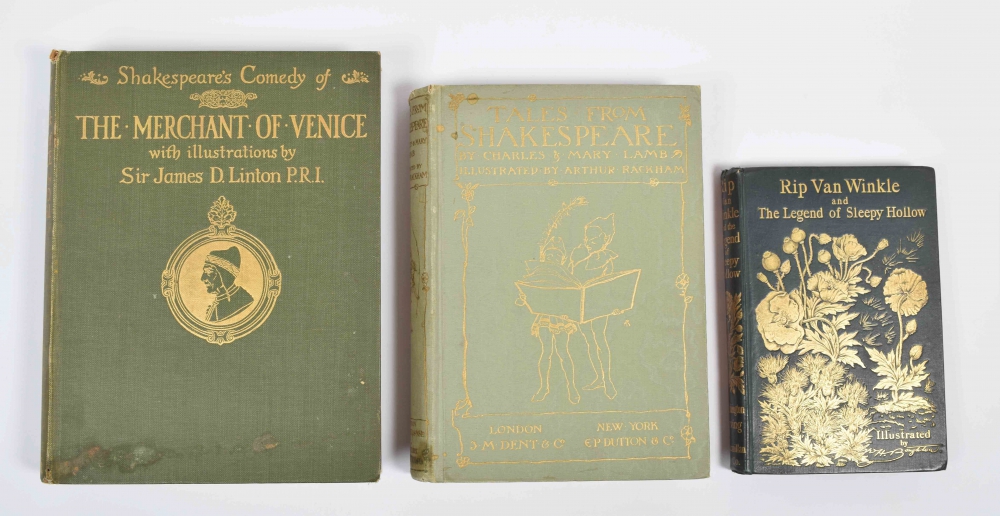 Shakespeare's Comedy of
THE · MERCHANT · OF · VENICE
with illustrations by
Sir James D. Linton P.R.I.
TALES · FROM
SHAKESPEARE
BY CHARLES & MARY LAMB
ILLUSTRATED · BY · ARTHUR · RACKHAM
LONDON
J · M · DENT & Co
NEW · YORK
E · P · DUTTON & Co
Rip Van Winkle
and
The Legend of Sleepy Hollow
Illustrated
by